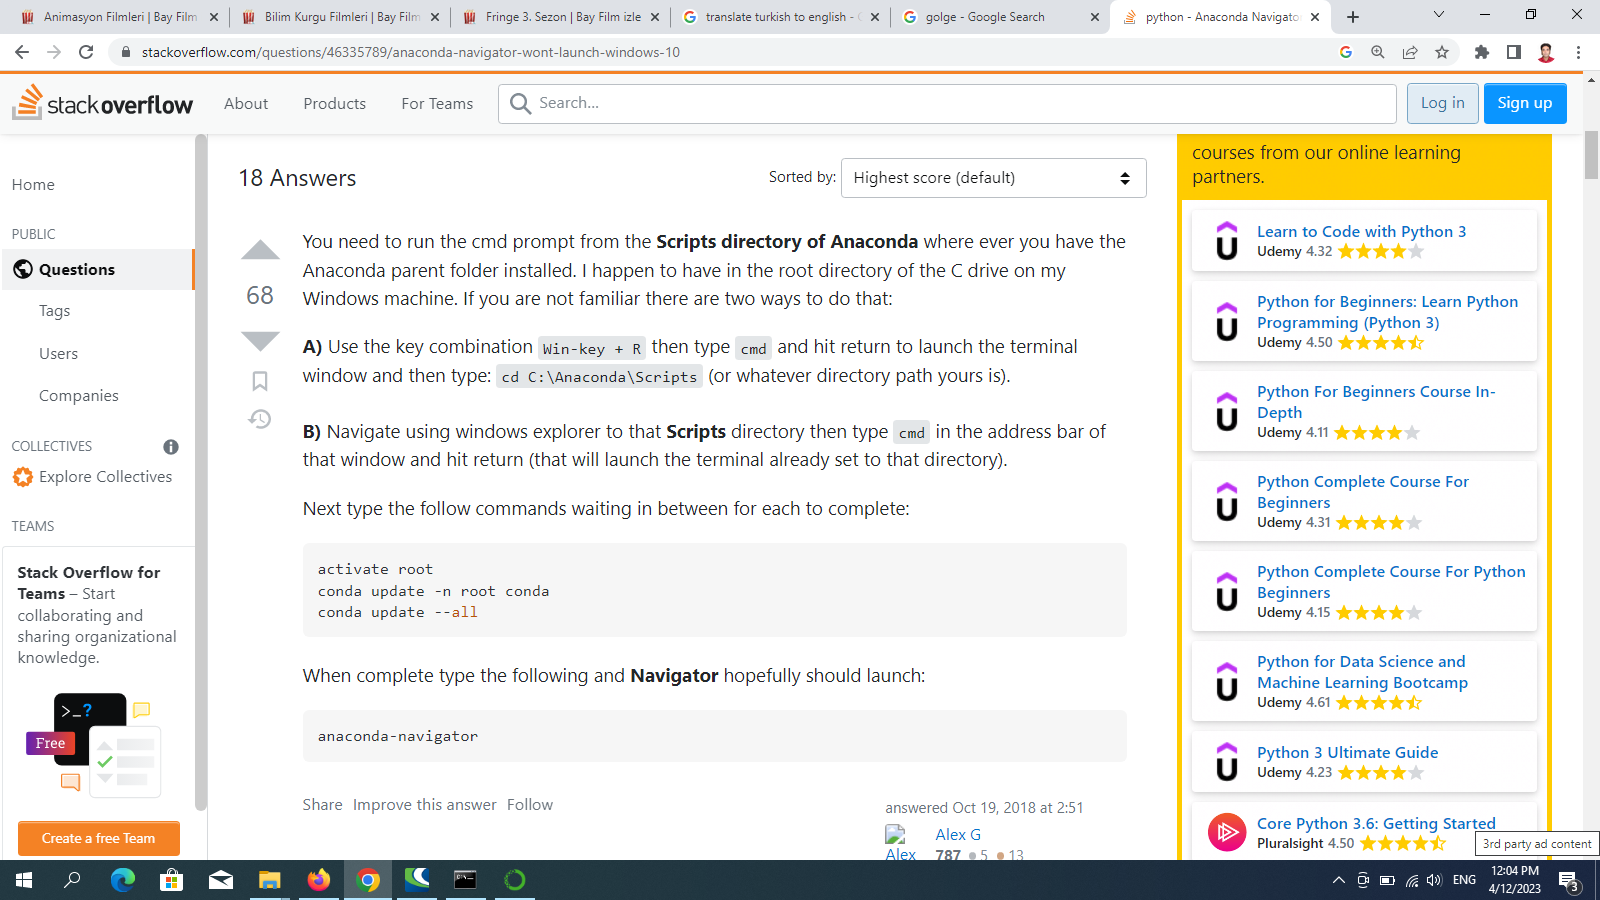 Animasyon Filmleri | Bay Film
Bilim Kurgu Filmleri | Bay Film
Fringe 3. Sezon | Bay Film izle
translate turkish to english -
golge - Google Search
python - Anaconda Navigato
stackoverflow.com/questions/46335789/anaconda-navigator-wont-launch-windows-10
stackoverflow
About
Products
For Teams
Search...
Log in
Sign up
Home
PUBLIC
Questions
Tags
Users
Companies
COLLECTIVES
Explore Collectives
TEAMS
Stack Overflow for
Teams – Start
collaborating and
sharing organizational
knowledge.
>_?
Free
Create a free Team
18 Answers
Sorted by:
Highest score (default)
68
You need to run the cmd prompt from the Scripts directory of Anaconda where ever you have the
Anaconda parent folder installed. I happen to have in the root directory of the C drive on my
Windows machine. If you are not familiar there are two ways to do that:
A) Use the key combination Win-key + R then type cmd and hit return to launch the terminal
window and then type: cd C:\Anaconda\Scripts (or whatever directory path yours is).
B) Navigate using windows explorer to that Scripts directory then type cmd in the address bar of
that window and hit return (that will launch the terminal already set to that directory).
Next type the follow commands waiting in between for each to complete:
activate root
conda update -n root conda
conda update --all
When complete type the following and Navigator hopefully should launch:
anaconda-navigator
Share Improve this answer Follow
answered Oct 19, 2018 at 2:51
Alex G
Alex
787 5 13
courses from our online learning
partners.
Learn to Code with Python 3
Udemy 4.32
Python for Beginners: Learn Python
Programming (Python 3)
Udemy 4.50
Python For Beginners Course In-
Depth
Udemy 4.11
Python Complete Course For
Beginners
Udemy 4.31
Python Complete Course For Python
Beginners
Udemy 4.15
Python for Data Science and
Machine Learning Bootcamp
Udemy 4.61
Python 3 Ultimate Guide
Udemy 4.23
Core Python 3.6: Getting Started
Pluralsight 4.50
3rd party ad content
ENG
12:04 PM
4/12/2023
3